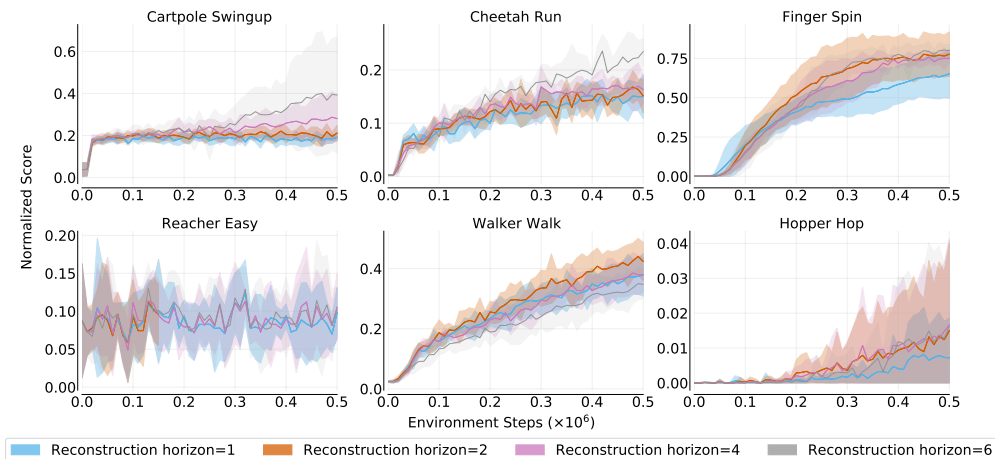 Cartpole Swingup
Cheetah Run
Finger Spin
0.6
0.4
0.2
0.0
0.2
0.1
0.0
0.75
0.50
0.25
0.00
0.0 0.1 0.2 0.3 0.4 0.5
0.0 0.1 0.2 0.3 0.4 0.5
0.0 0.1 0.2 0.3 0.4 0.5
Normalized Score
Reacher Easy
Walker Walk
Hopper Hop
0.20
0.15
0.10
0.05
0.00
0.4
0.2
0.0
0.04
0.03
0.02
0.01
0.00
0.0 0.1 0.2 0.3 0.4 0.5
0.0 0.1 0.2 0.3 0.4 0.5
0.0 0.1 0.2 0.3 0.4 0.5
Environment Steps (×10⁶)
Reconstruction horizon=1 Reconstruction horizon=2 Reconstruction horizon=4 Reconstruction horizon=6